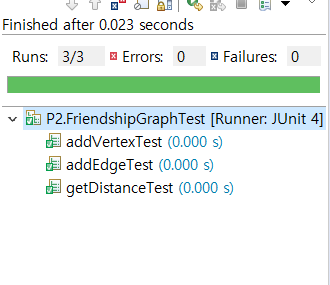 Finished after 0.023 seconds
Runs: 3/3 Errors: 0 Failures: 0
P2.FriendshipGraphTest [Runner: JUnit 4]
addVertexTest (0.000 s)
addEdgeTest (0.000 s)
getDistanceTest (0.000 s)